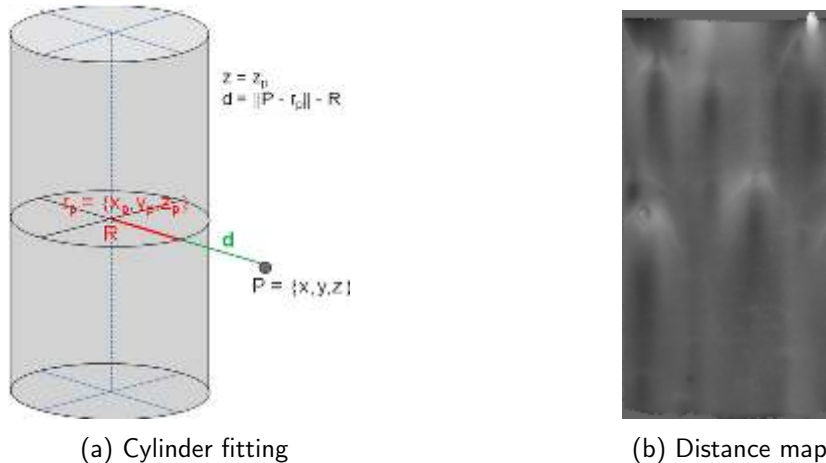 z = z_p
d = ||P - r_p|| - R
r_p = {x_p,y_p,z_p}
R
d
P = {x,y,z}
(a) Cylinder fitting
(b) Distance map